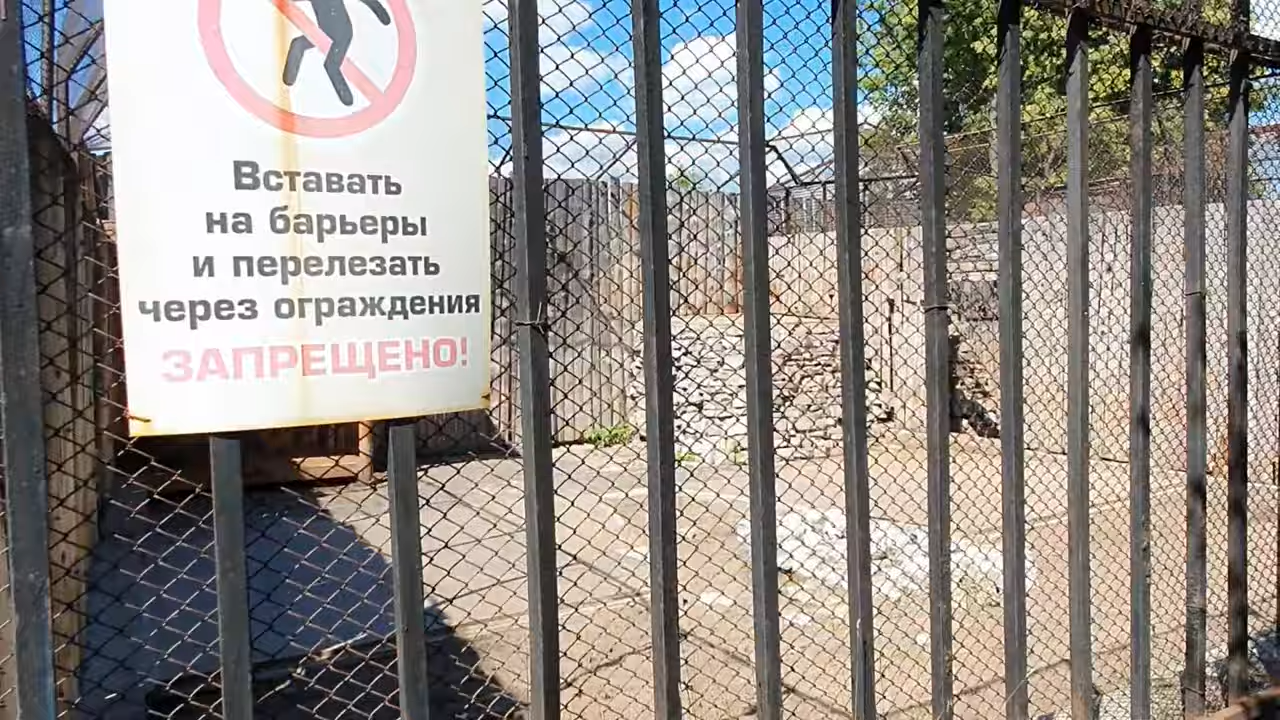 Вставать
на барьеры
и перелезать
через ограждения
ЗАПРЕЩЕНО!